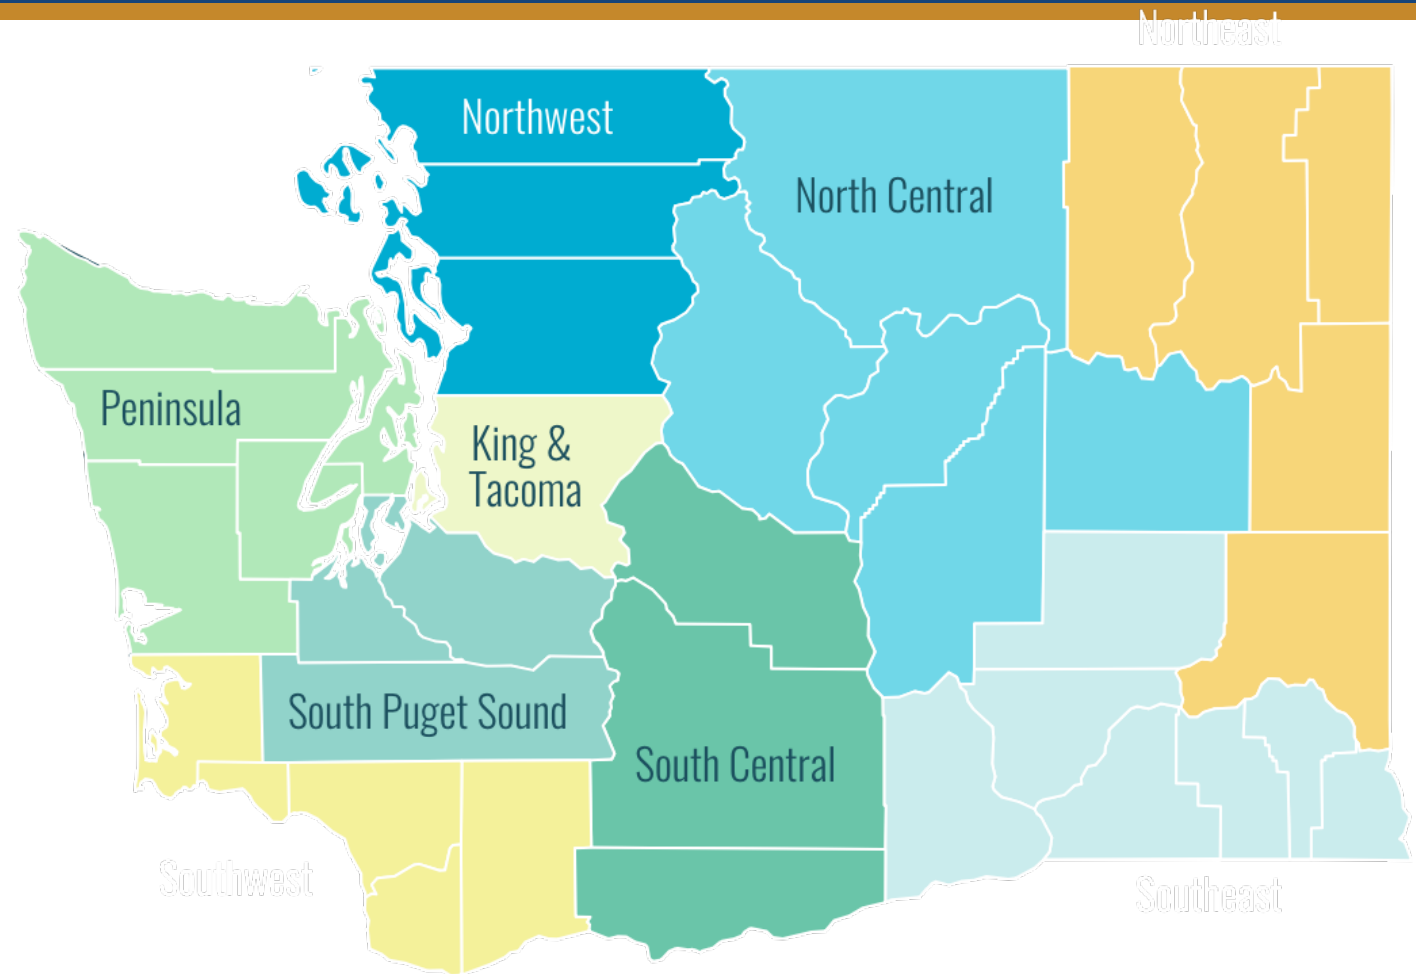 Northeast
Northwest
North Central
Peninsula
King &
Tacoma
South Puget Sound
South Central
Southwest
Southeast